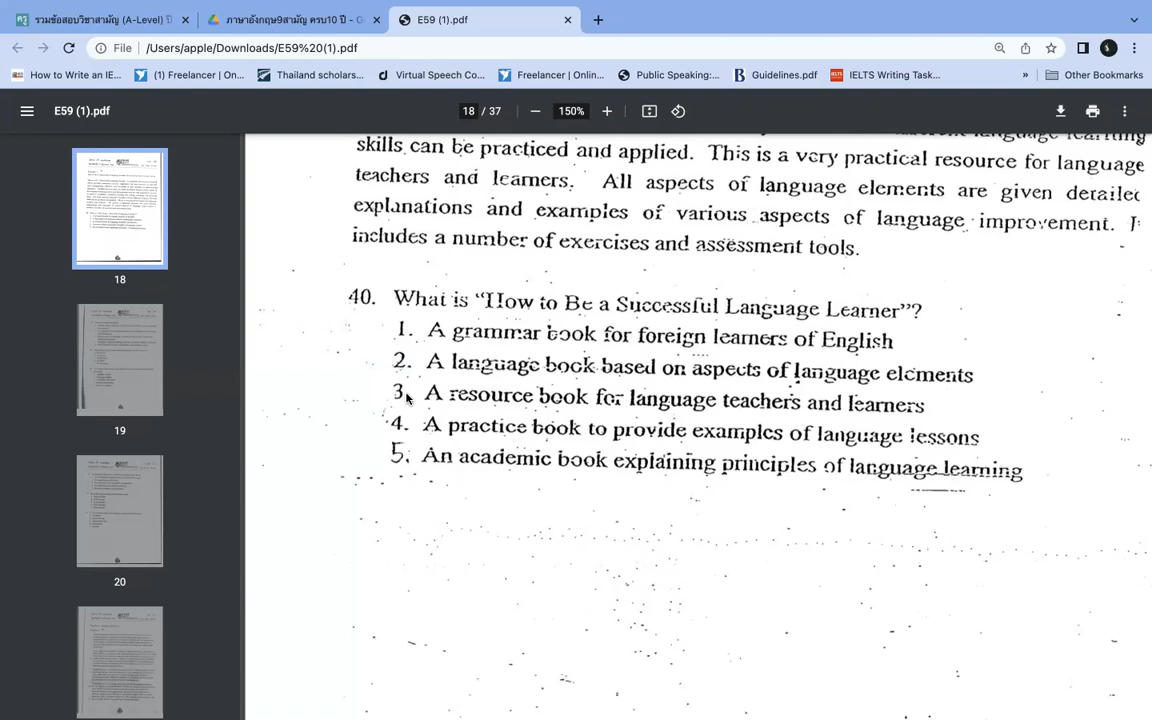 รวมข้อสอบวิชาสามัญ (A-Level) ปี
ภาษาอังกฤษ9สามัญ ครบ10 ปี - G
E59 (1).pdf
File
/Users/apple/Downloads/E59%20(1).pdf
How to Write an IE...
(1) Freelancer | On...
Thailand scholars...
Virtual Speech Co...
Freelancer | Onlin...
Public Speaking:...
Guidelines.pdf
IELTS Writing Task...
»
Other Bookmarks
E59 (1).pdf
18 / 37
150%
skills can be practiced and applied. This is a very practical resource for language
teachers and learners. All aspects of language elements are given derailed
explanations and examples of various aspects of language improvement. I
includes a number of exercises and assessment tools.
40. What is "How to Be a Successful Language Learner"?
1. A grammar book for foreign learners of English
2. A language book based on aspects of language elements
3. A resource book for language teachers and learners
4. A practice book to provide examples of language lessons
5. An academic book explaining principles of language learning
18
19
20